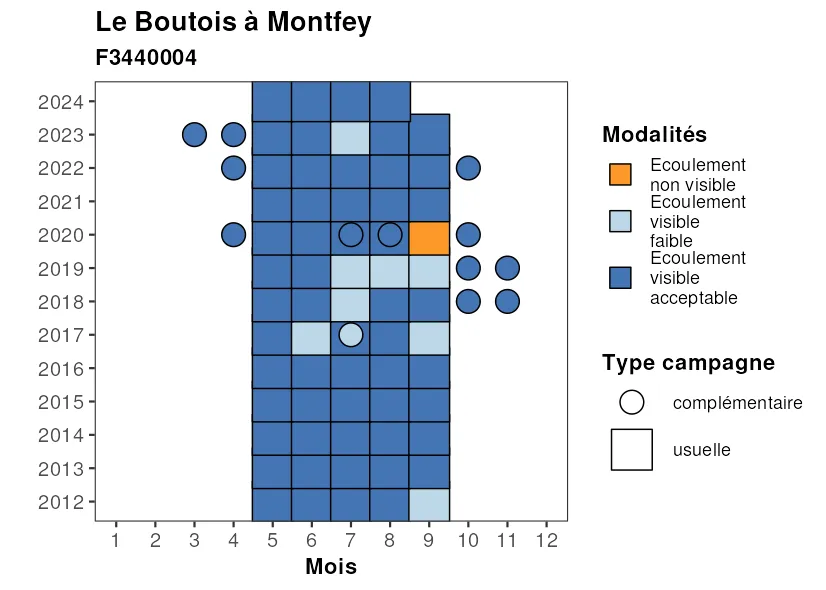 Le Boutois à Montfey
F3440004
2024
2023
2022
2021
2020
2019
2018
2017
2016
2015
2014
2013
2012
1 2 3 4 5 6 7 8 9 10 11 12
Mois
Modalités
Ecoulement
non visible
Ecoulement
visible
faible
Ecoulement
visible
acceptable
Type campagne
complémentaire
usuelle